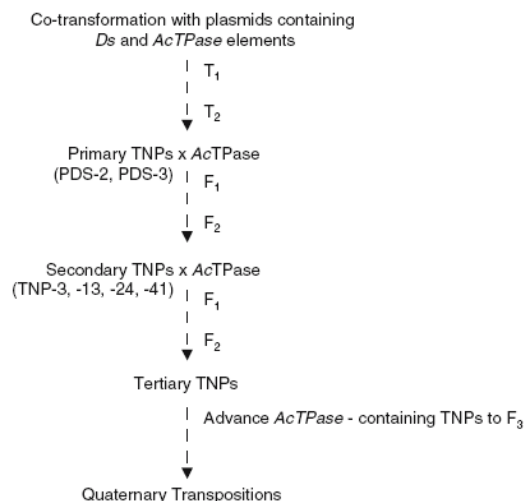 Co-transformation with plasmids containing
Ds and AcTPase elements
T1
T2
Primary TNPs x AcTPase
(PDS-2, PDS-3)
F1
F2
Secondary TNPs x AcTPase
(TNP-3, -13, -24, -41)
F1
F2
Tertiary TNPs
Advance AcTPase - containing TNPs to F3
Quaternary Transpositions